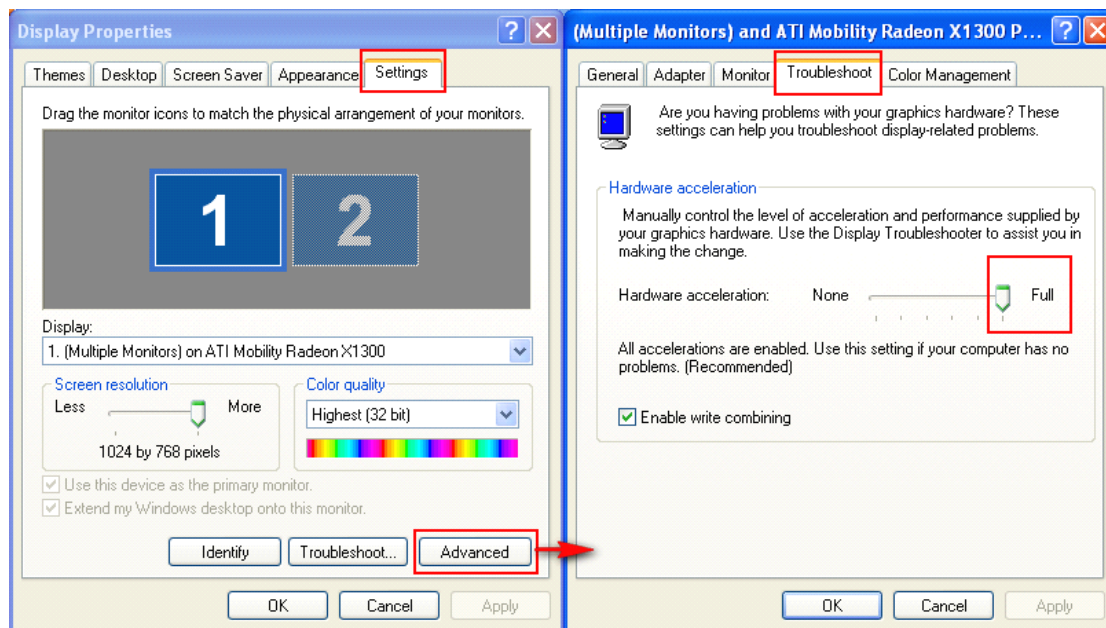 Display Properties
Themes Desktop Screen Saver Appearance Settings
Drag the monitor icons to match the physical arrangement of your monitors.
1 2
Display:
1. (Multiple Monitors) on ATI Mobility Radeon X1300
Screen resolution
Less More
1024 by 768 pixels
Color quality
Highest (32 bit)
Use this device as the primary monitor.
Extend my Windows desktop onto this monitor.
Identify Troubleshoot... Advanced
OK Cancel Apply
(Multiple Monitors) and ATI Mobility Radeon X1300 P...
General Adapter Monitor Troubleshoot Color Management
Are you having problems with your graphics hardware? These
settings can help you troubleshoot display-related problems.
Hardware acceleration
Manually control the level of acceleration and performance supplied by
your graphics hardware. Use the Display Troubleshooter to assist you in
making the change.
Hardware acceleration: None Full
All accelerations are enabled. Use this setting if your computer has no
problems. (Recommended)
Enable write combining
OK Cancel Apply